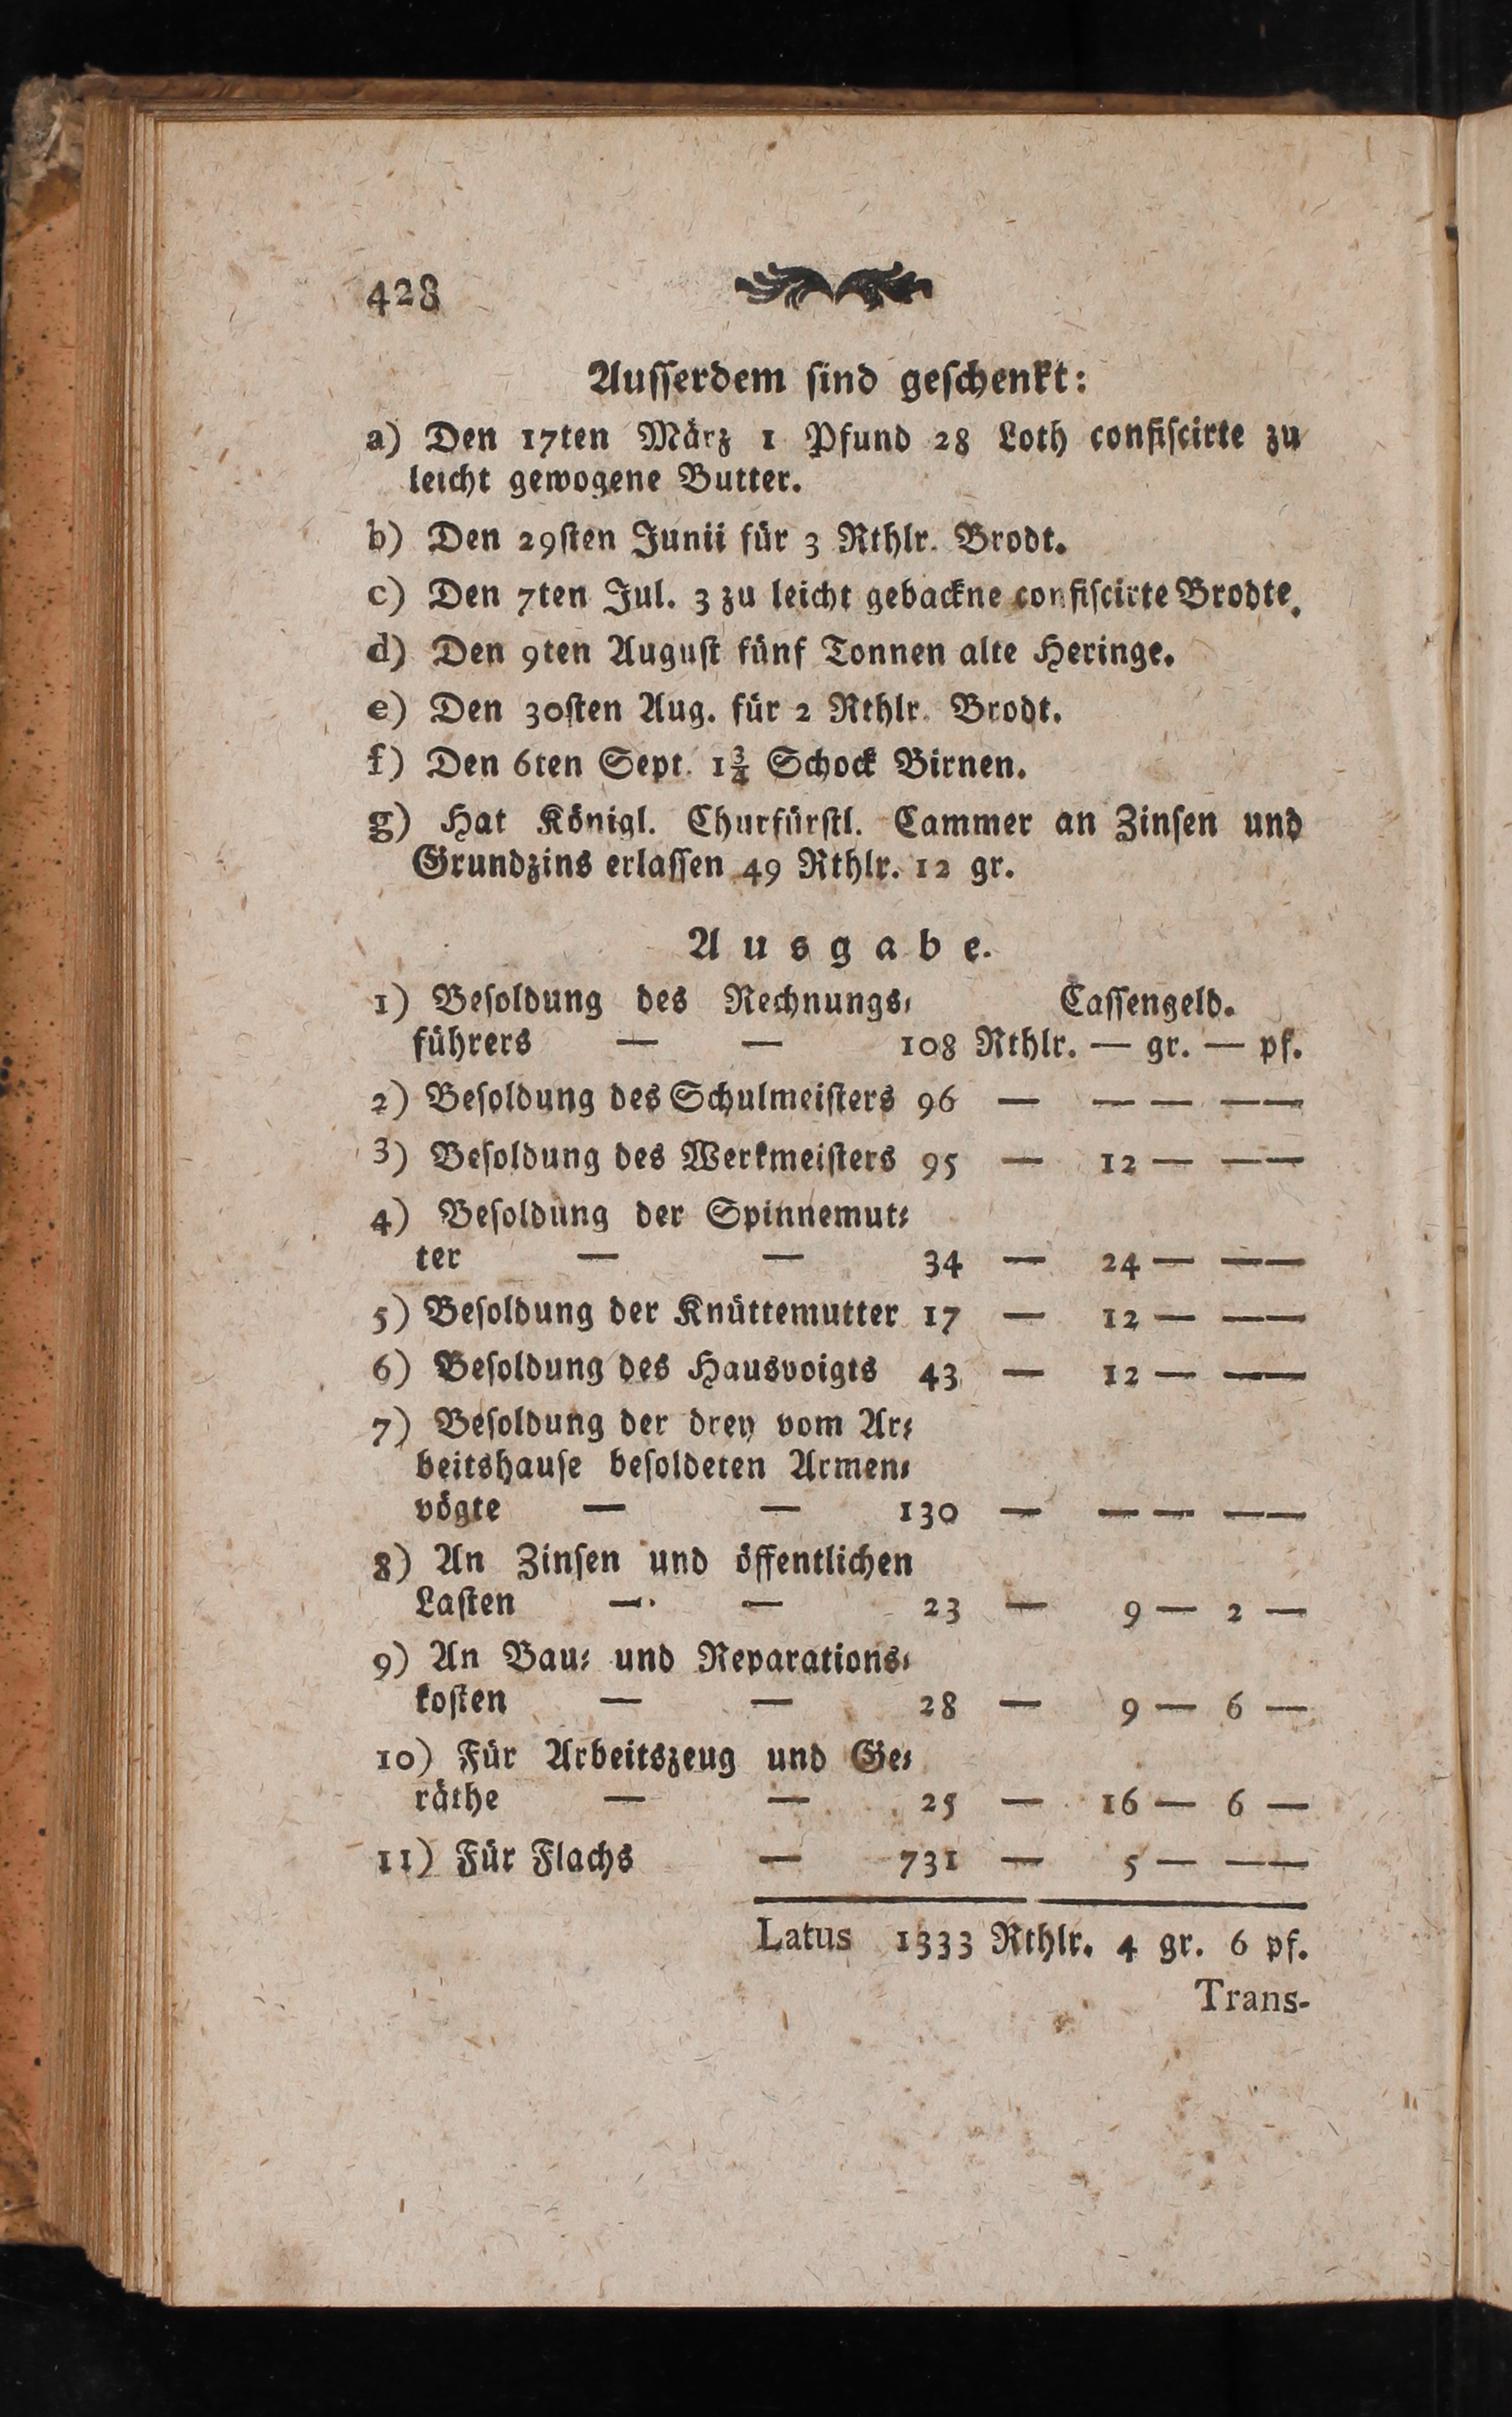 428
Ausserdem sind geschenkt:
a) Den 17ten März 1 Pfund 28 Loth confiscirte zu
leicht gewogene Butter.
b) Den 29sten Junii für 3 Rthlr. Brodt.
c) Den 7ten Jul. 3 zu leicht gebackne confiscirte Brodte.
d) Den 9ten August fünf Tonnen alte Heringe.
e) Den 30sten Aug. für 2 Rthlr. Brodt.
f) Den 6ten Sept. 1¾ Schock Birnen.
g) Hat Königl. Churfürstl. Cammer an Zinsen und
Grundzins erlassen 49 Rthlr. 12 gr.
Ausgabe.
1) Besoldung des Rechnungs- Cassengeld.
führers — — 108 Rthlr. — gr. — pf.
2) Besoldung des Schulmeisters 96 — — — — —
3) Besoldung des Werkmeisters 95 — 12 — — —
4) Besoldung der Spinnemut-
ter — — 34 — 24 — — —
5) Besoldung der Knüttemutter 17 — 12 — — —
6) Besoldung des Hausvoigts 43 — 12 — — —
7) Besoldung der drey vom Ar-
beitshause besoldeten Armen-
vögte — — 130 — — — — —
8) An Zinsen und öffentlichen
Lasten — — 23 — 9 — 2 —
9) An Bau- und Reparations-
kosten — — 28 — 9 — 6 —
10) Für Arbeitszeug und Ge-
räthe — — 25 — 16 — 6 —
11) Für Flachs — 731 — 5 — — —
Latus 1333 Rthlr. 4 gr. 6 pf.
Trans-